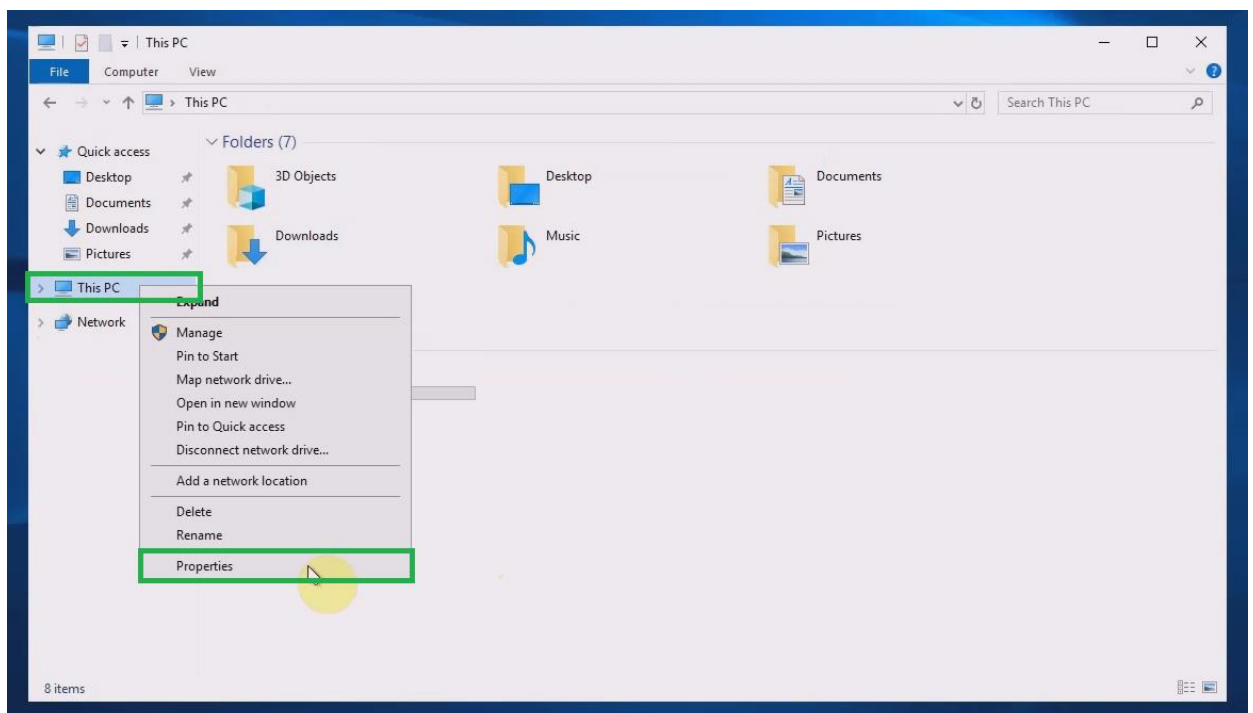 This PC
File Computer View
This PC
Search This PC
Quick access
Desktop
Documents
Downloads
Pictures
This PC
Network
Folders (7)
3D Objects
Desktop
Documents
Downloads
Music
Pictures
Expand
Manage
Pin to Start
Map network drive...
Open in new window
Pin to Quick access
Disconnect network drive...
Add a network location
Delete
Rename
Properties
8 items